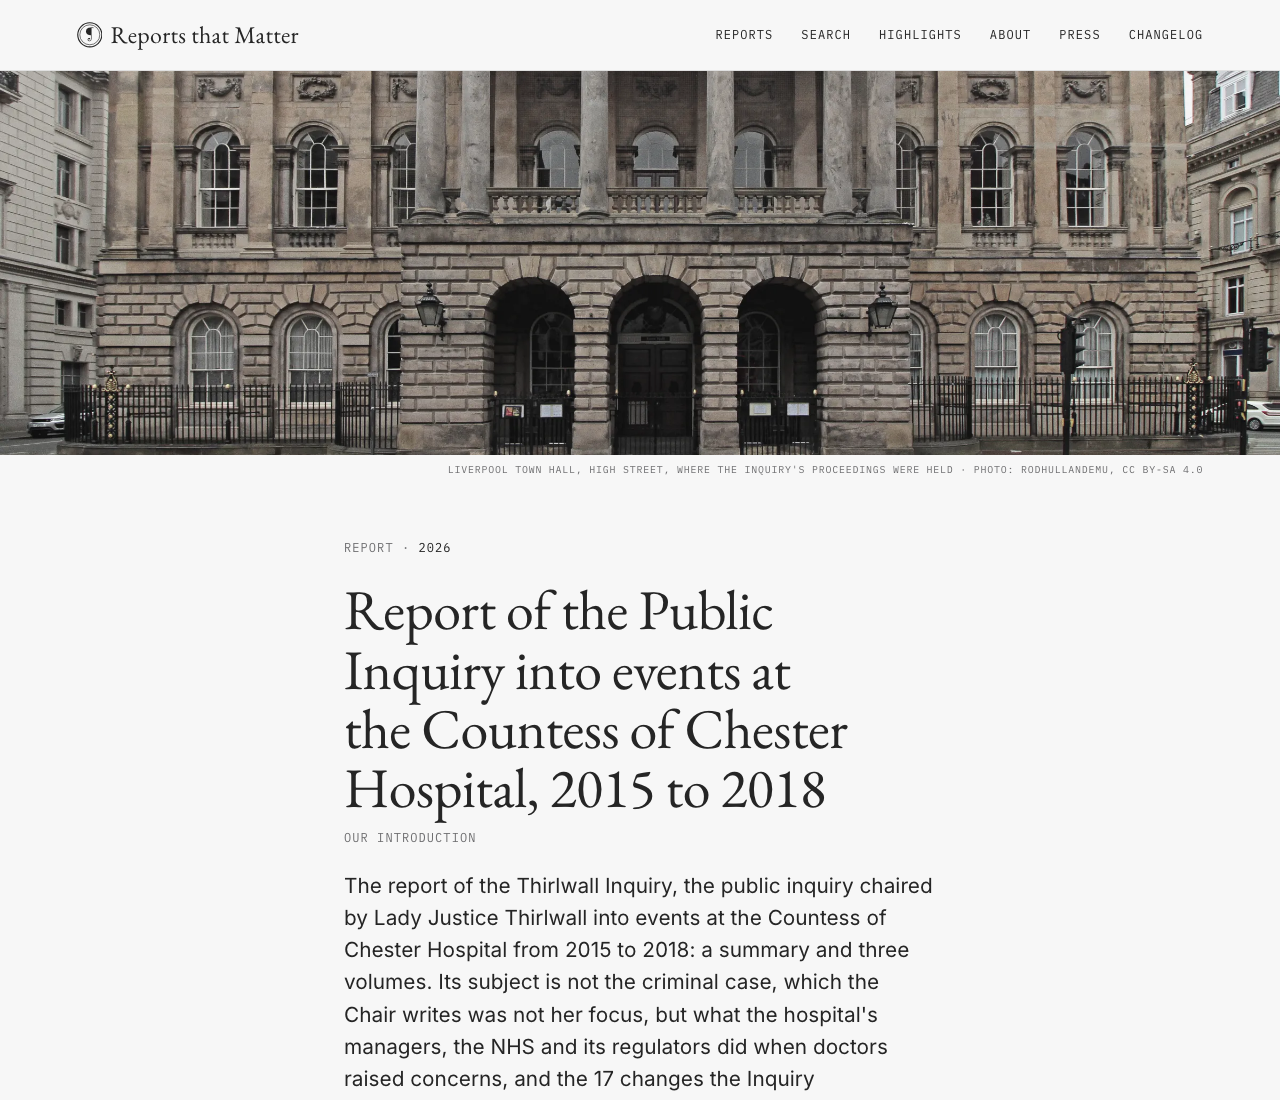 Reports that Matter
REPORTS SEARCH HIGHLIGHTS ABOUT PRESS CHANGELOG
LIVERPOOL TOWN HALL, HIGH STREET, WHERE THE INQUIRY'S PROCEEDINGS WERE HELD · PHOTO: RODHULLANDEMU, CC BY-SA 4.0
REPORT · 2026
Report of the Public
Inquiry into events at
the Countess of Chester
Hospital, 2015 to 2018
OUR INTRODUCTION
The report of the Thirlwall Inquiry, the public inquiry chaired
by Lady Justice Thirlwall into events at the Countess of
Chester Hospital from 2015 to 2018: a summary and three
volumes. Its subject is not the criminal case, which the
Chair writes was not her focus, but what the hospital's
managers, the NHS and its regulators did when doctors
raised concerns, and the 17 changes the Inquiry